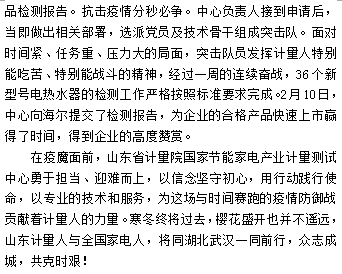 品检测报告。抗击疫情分秒必争。中心负责人接到申请后，
当即做出相关部署，选派党员及技术骨干组成突击队。面对
时间紧、任务重、压力大的局面，突击队员发挥计量人特别
能吃苦、特别能战斗的精神，经过一周的连续奋战，36个新
型号电热水器的检测工作严格按照标准要求完成。2月10日，
中心向海尔提交了检测报告，为企业的合格产品快速上市赢
得了时间，得到企业的高度赞赏。
在疫魔面前，山东省计量院国家节能家电产业计量测试
中心勇于担当、迎难而上，以信念坚守初心，用行动践行使
命，以专业的技术和服务，为这场与时间赛跑的疫情防御战
贡献着计量人的力量。寒冬终将过去，樱花盛开也并不遥远，
山东计量人与全国家电人，将同湖北武汉一同前行，众志成
城，共克时艰！